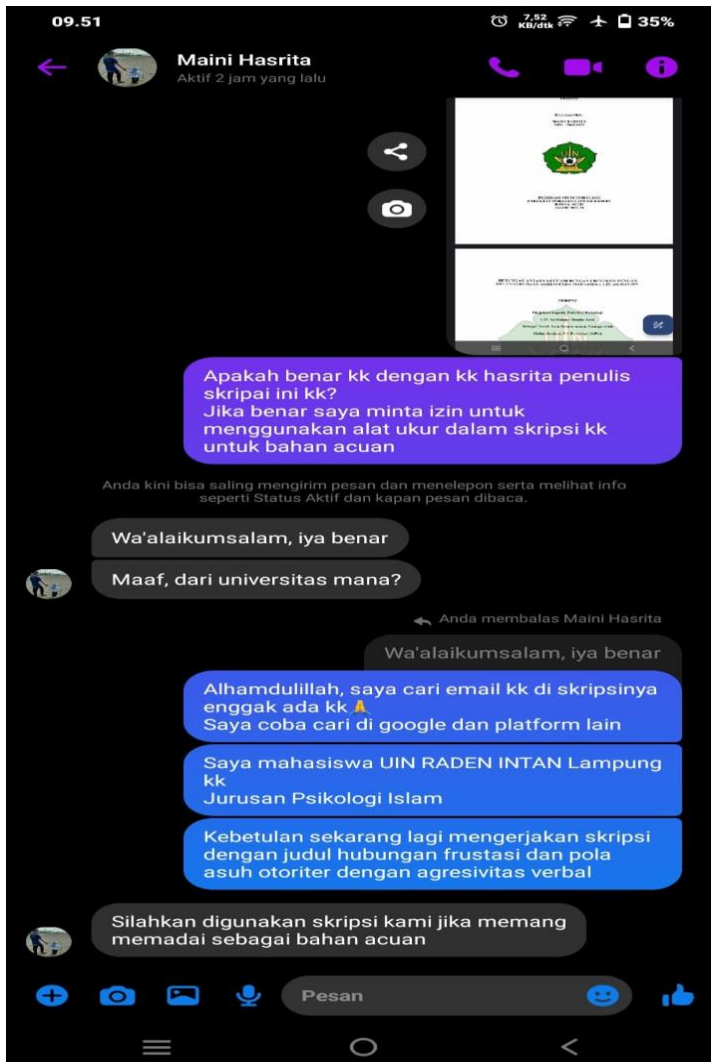 09.51
7,52
KB/dtk
35%
Maini Hasrita
Aktif 2 jam yang lalu
UIN
SKRIPSI
Apakah benar kk dengan kk hasrita penulis
skripai ini kk?
Jika benar saya minta izin untuk
menggunakan alat ukur dalam skripsi kk
untuk bahan acuan
Anda kini bisa saling mengirim pesan dan menelepon serta melihat info
seperti Status Aktif dan kapan pesan dibaca.
Wa'alaikumsalam, iya benar
Maaf, dari universitas mana?
Anda membalas Maini Hasrita
Wa'alaikumsalam, iya benar
Alhamdulillah, saya cari email kk di skripsinya
enggak ada kk🙏
Saya coba cari di google dan platform lain
Saya mahasiswa UIN RADEN INTAN Lampung
kk
Jurusan Psikologi Islam
Kebetulan sekarang lagi mengerjakan skripsi
dengan judul hubungan frustasi dan pola
asuh otoriter dengan agresivitas verbal
Silahkan digunakan skripsi kami jika memang
memadai sebagai bahan acuan
Pesan